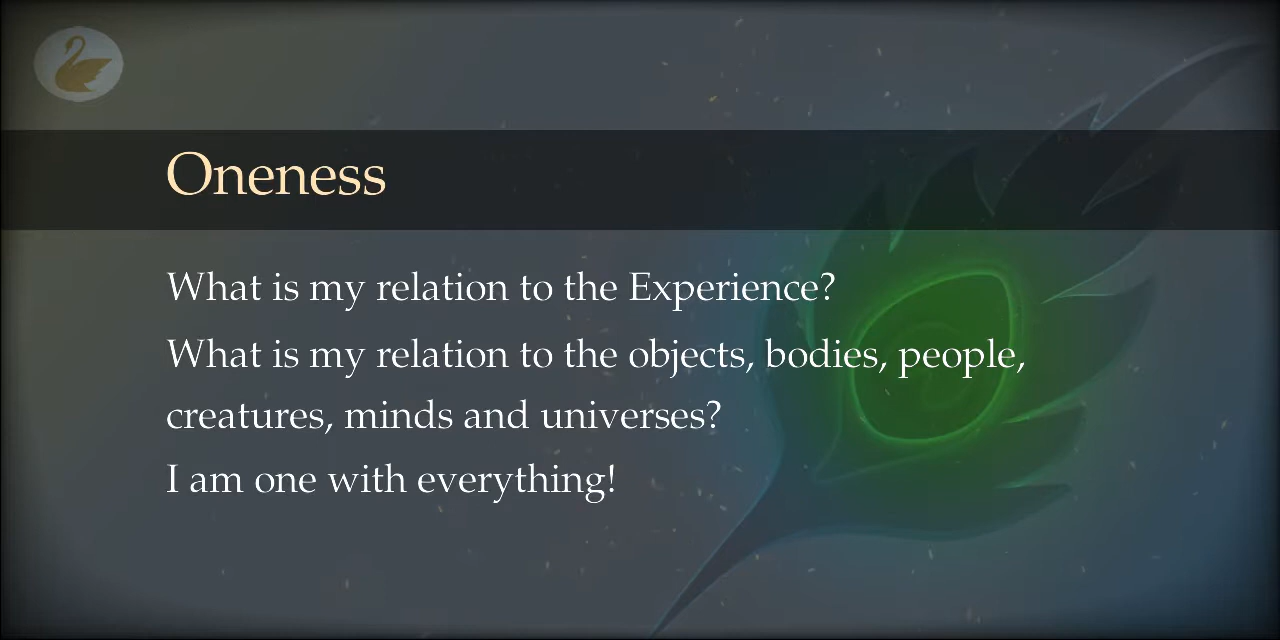 Oneness
What is my relation to the Experience?
What is my relation to the objects, bodies, people,
creatures, minds and universes?
I am one with everything!